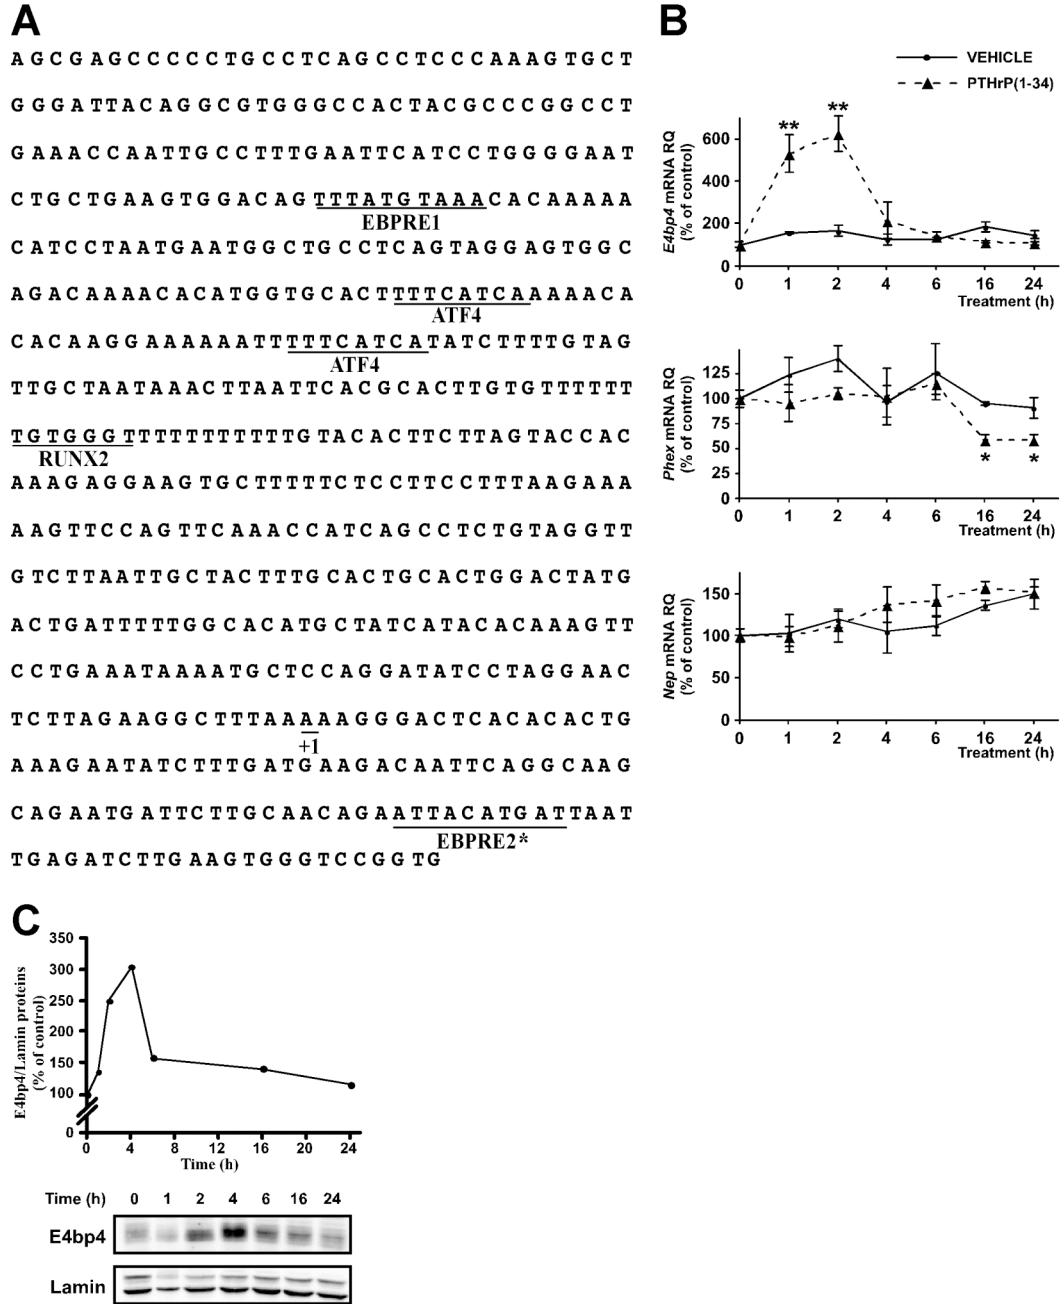 A
AGCGAGCCCCCTGCCTCAGCCTCCCAAAGTGCT
GGGATTACAGGCGTGGGCCACTACGCCCGGCCT
GAAACCAATTGCCTTTGAATTCATCCTGGGGAAT
CTGCTGAAGTGGACAGTTTATGTAAACACAAAAA
EBPRE1
CATCCTAATGAATGGCTGCCTCAGTAGGAGTGGC
AGACAAAACACATGGTGCACTTTTCATCAAAAACA
ATF4
CACAAGGAAAAAATTTTTCATCATATCTTTTGTAG
ATF4
TTGCTAATAAACTTAATTCACGCACTTGTGTTTTTT
TGTGGGTTTTTTTTTTTTGTACACTTCTTAGTACCAC
RUNX2
AAAGAGGAAGTGCTTTTTCTCCTTCCTTTAAGAAA
AAGTTCCAGTTCAAACCATCAGCCTCTGTAGGTT
GTCTTAATTGCTACTTTGCACTGCACTGGACTATG
ACTGATTTTTGGCACATGCTATCATACACAAAGTT
CCTGAAATAAAATGCTCCAGGATATCCTAGGAAC
TCTTAGAAGGCTTTAAAAAGGGACTCACACACTG
+1
AAAGAATATCTTTGATGAAGACAATTCAGGCAAG
CAGAATGATTCTTGCAACAGAATTACATGATTAAT
EBPRE2*
TGAGATCTTGAAGTGGGTCCGGTG
B
VEHICLE
PTHrP(1-34)
E4bp4 mRNA RQ
(% of control)
600
400
200
0
** **
0 1 2 4 6 16 24
Treatment (h)
Phex mRNA RQ
(% of control)
125
100
75
50
25
0
* *
0 1 2 4 6 16 24
Treatment (h)
Nep mRNA RQ
(% of control)
150
100
50
0
0 1 2 4 6 16 24
Treatment (h)
C
E4bp4/Lamin proteins
(% of control)
350
300
250
200
150
100
0
0 4 8 12 16 20 24
Time (h)
Time (h) 0 1 2 4 6 16 24
E4bp4
Lamin